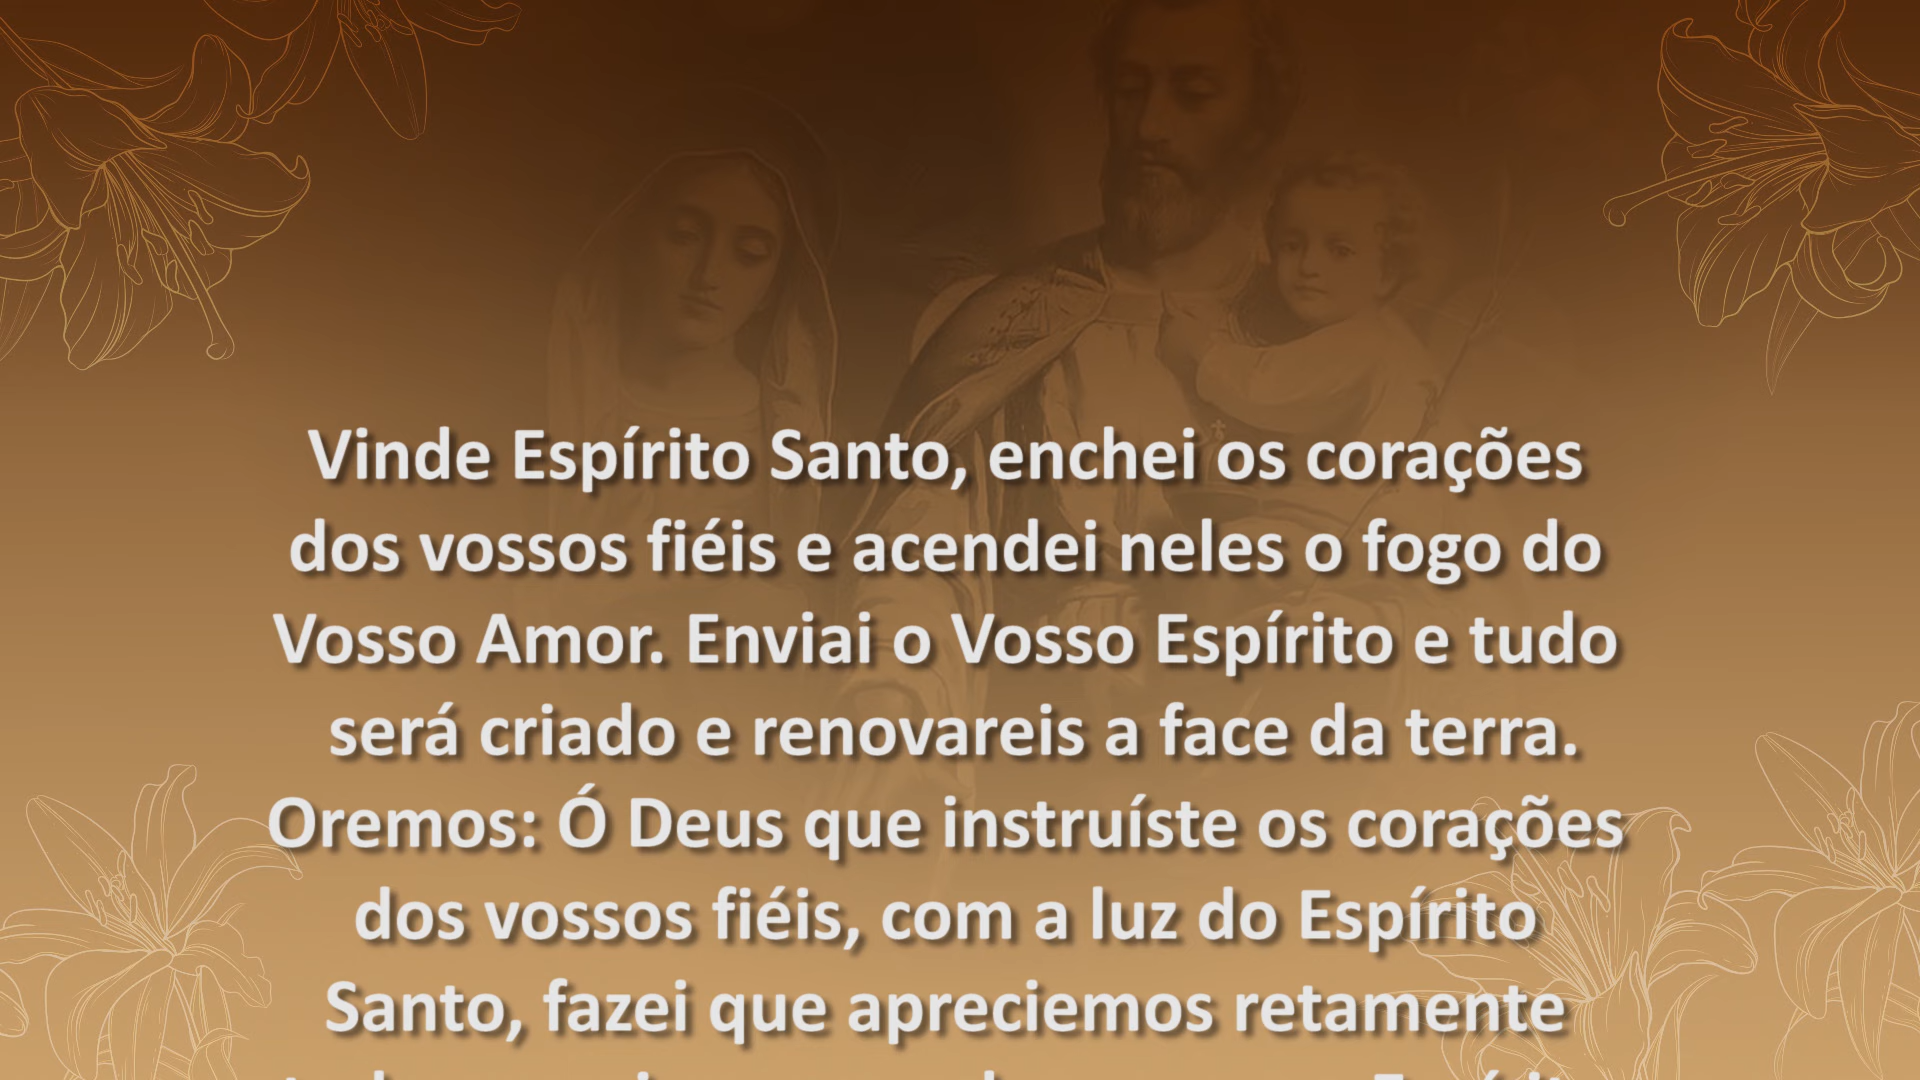 Vinde Espírito Santo, enchei os corações
dos vossos fiéis e acendei neles o fogo do
Vosso Amor. Enviai o Vosso Espírito e tudo
será criado e renovareis a face da terra.
Oremos: Ó Deus que instruíste os corações
dos vossos fiéis, com a luz do Espírito
Santo, fazei que apreciemos retamente